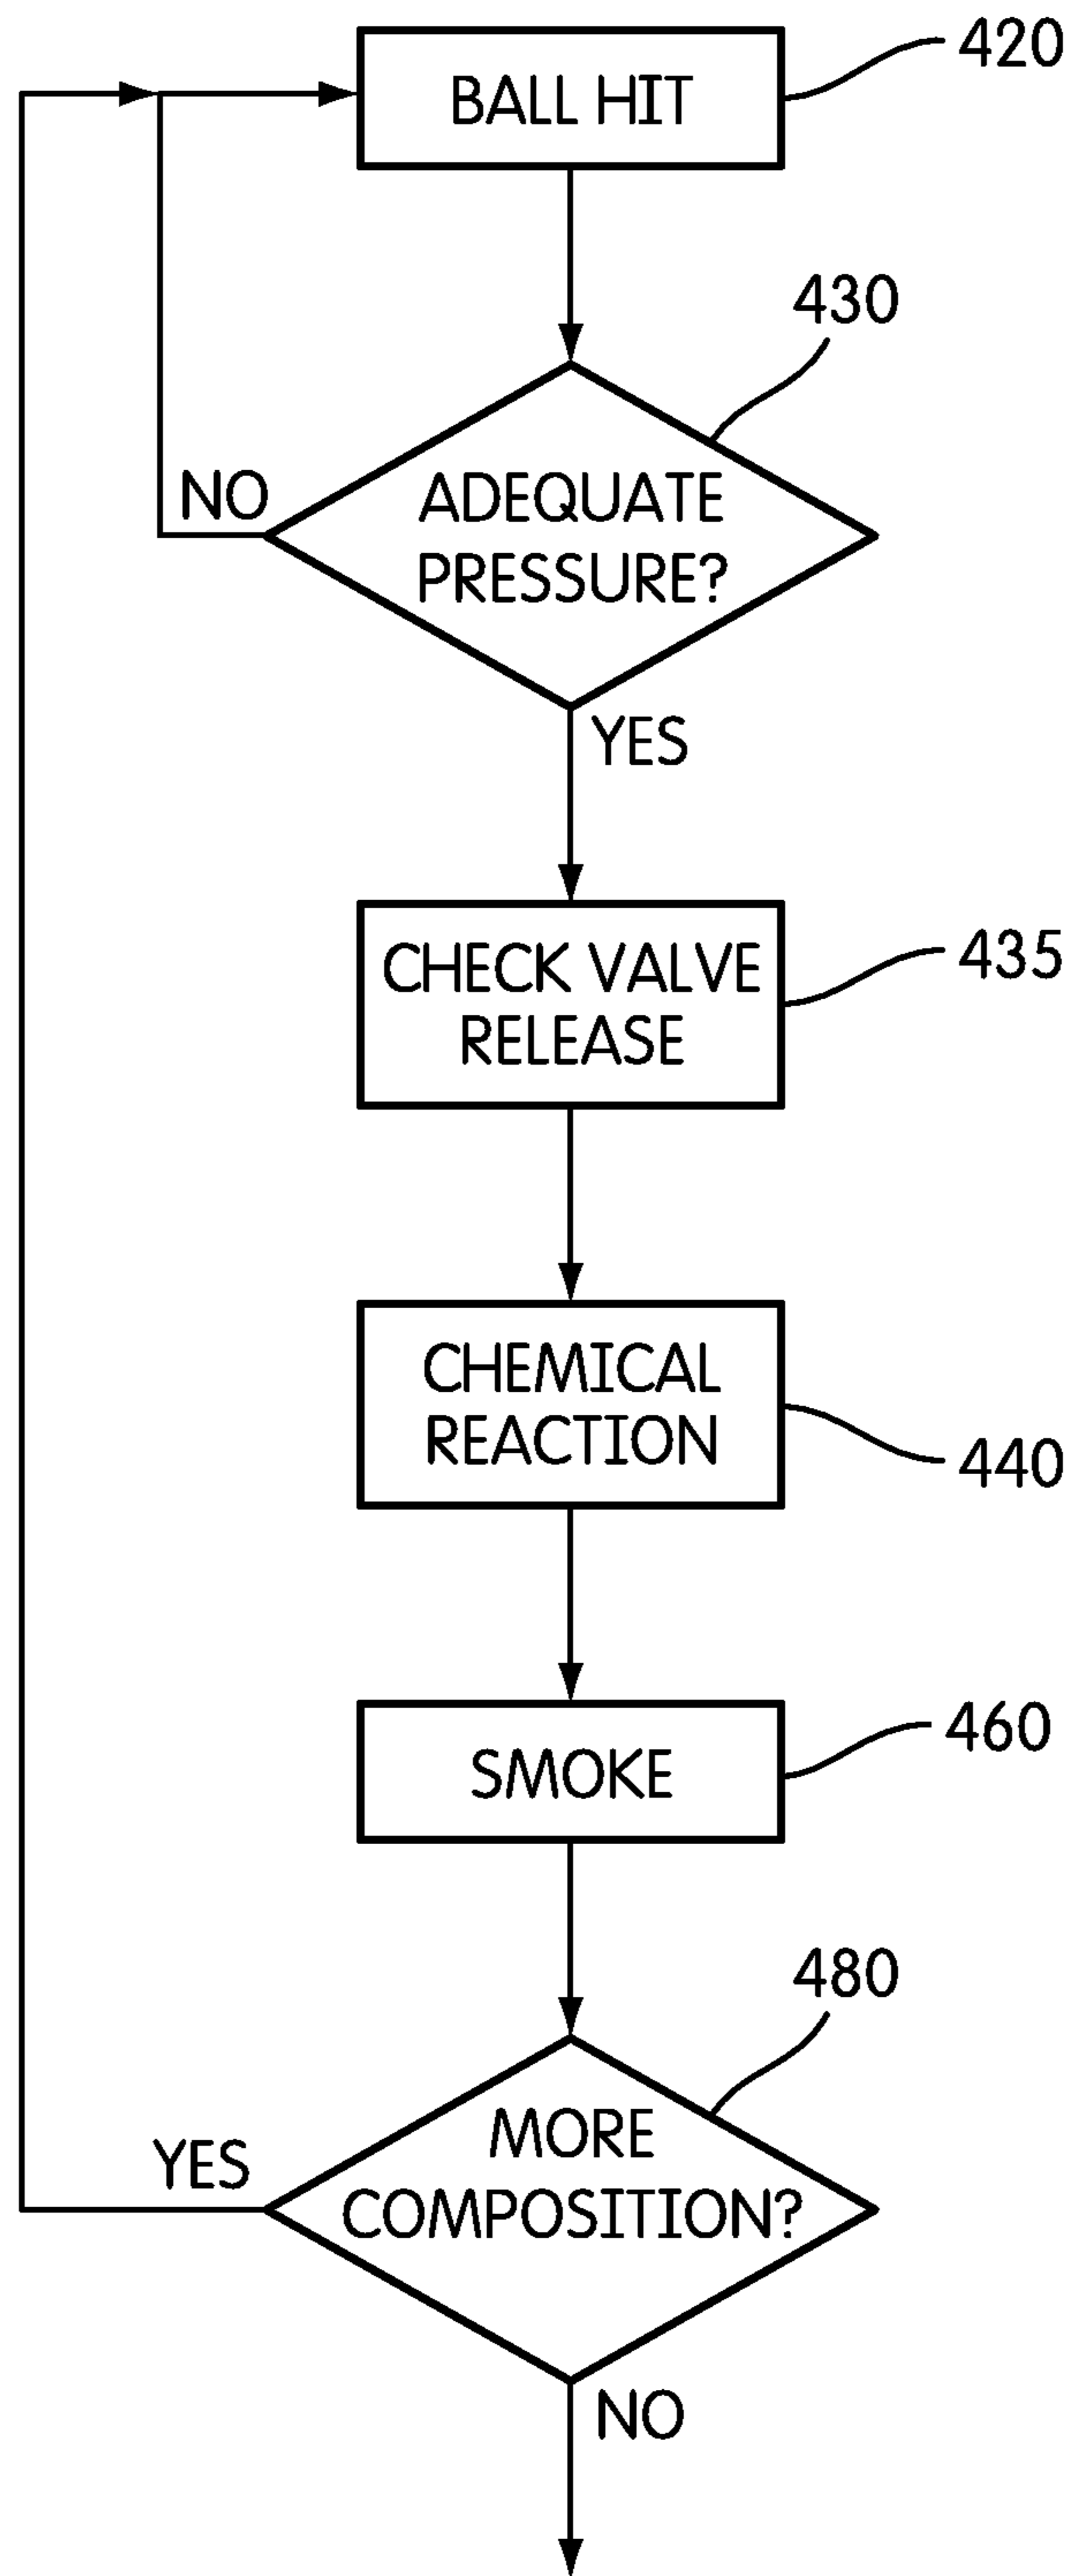 BALL HIT
420
430
NO
ADEQUATE
PRESSURE?
YES
CHECK VALVE
RELEASE
435
CHEMICAL
REACTION
440
SMOKE
460
480
YES
MORE
COMPOSITION?
NO